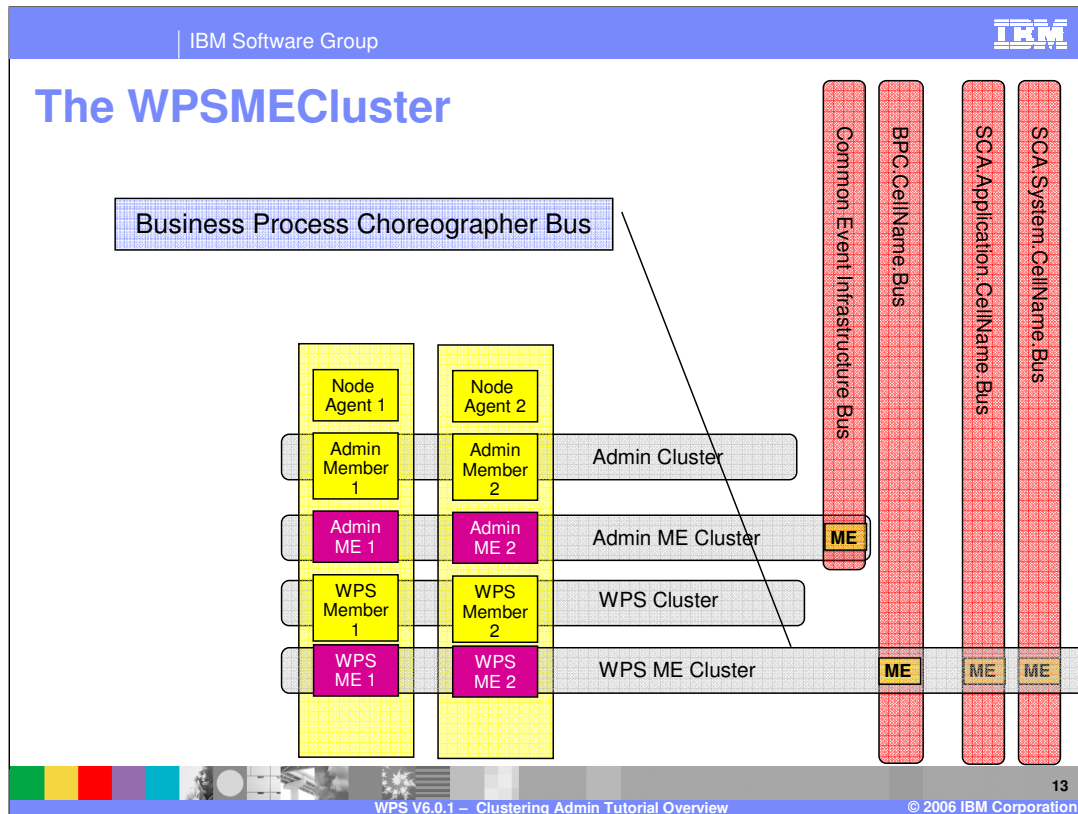 IBM Software Group
IBM
The WPSMECluster
Business Process Choreographer Bus
Common Event Infrastructure Bus
BPC.CellName.Bus
SCA.Application.CellName.Bus
SCA.System.CellName.Bus
Node
Agent 1
Node
Agent 2
Admin
Member
1
Admin
Member
2
Admin Cluster
Admin
ME 1
Admin
ME 2
Admin ME Cluster
ME
WPS
Member
1
WPS
Member
2
WPS Cluster
WPS
ME 1
WPS
ME 2
WPS ME Cluster
ME
ME
ME
13
WPS V6.0.1 – Clustering Admin Tutorial Overview
© 2006 IBM Corporation